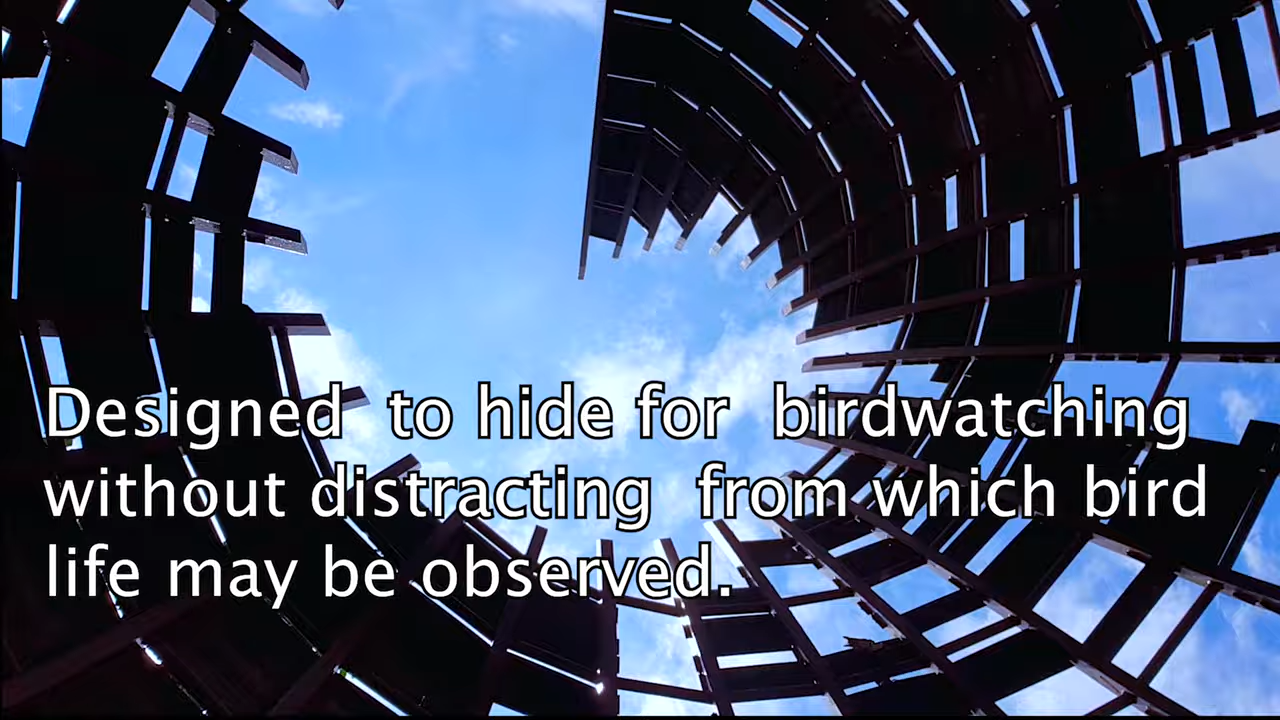 Designed  to hide for  birdwatching
without distracting  from which bird
life may be observed.